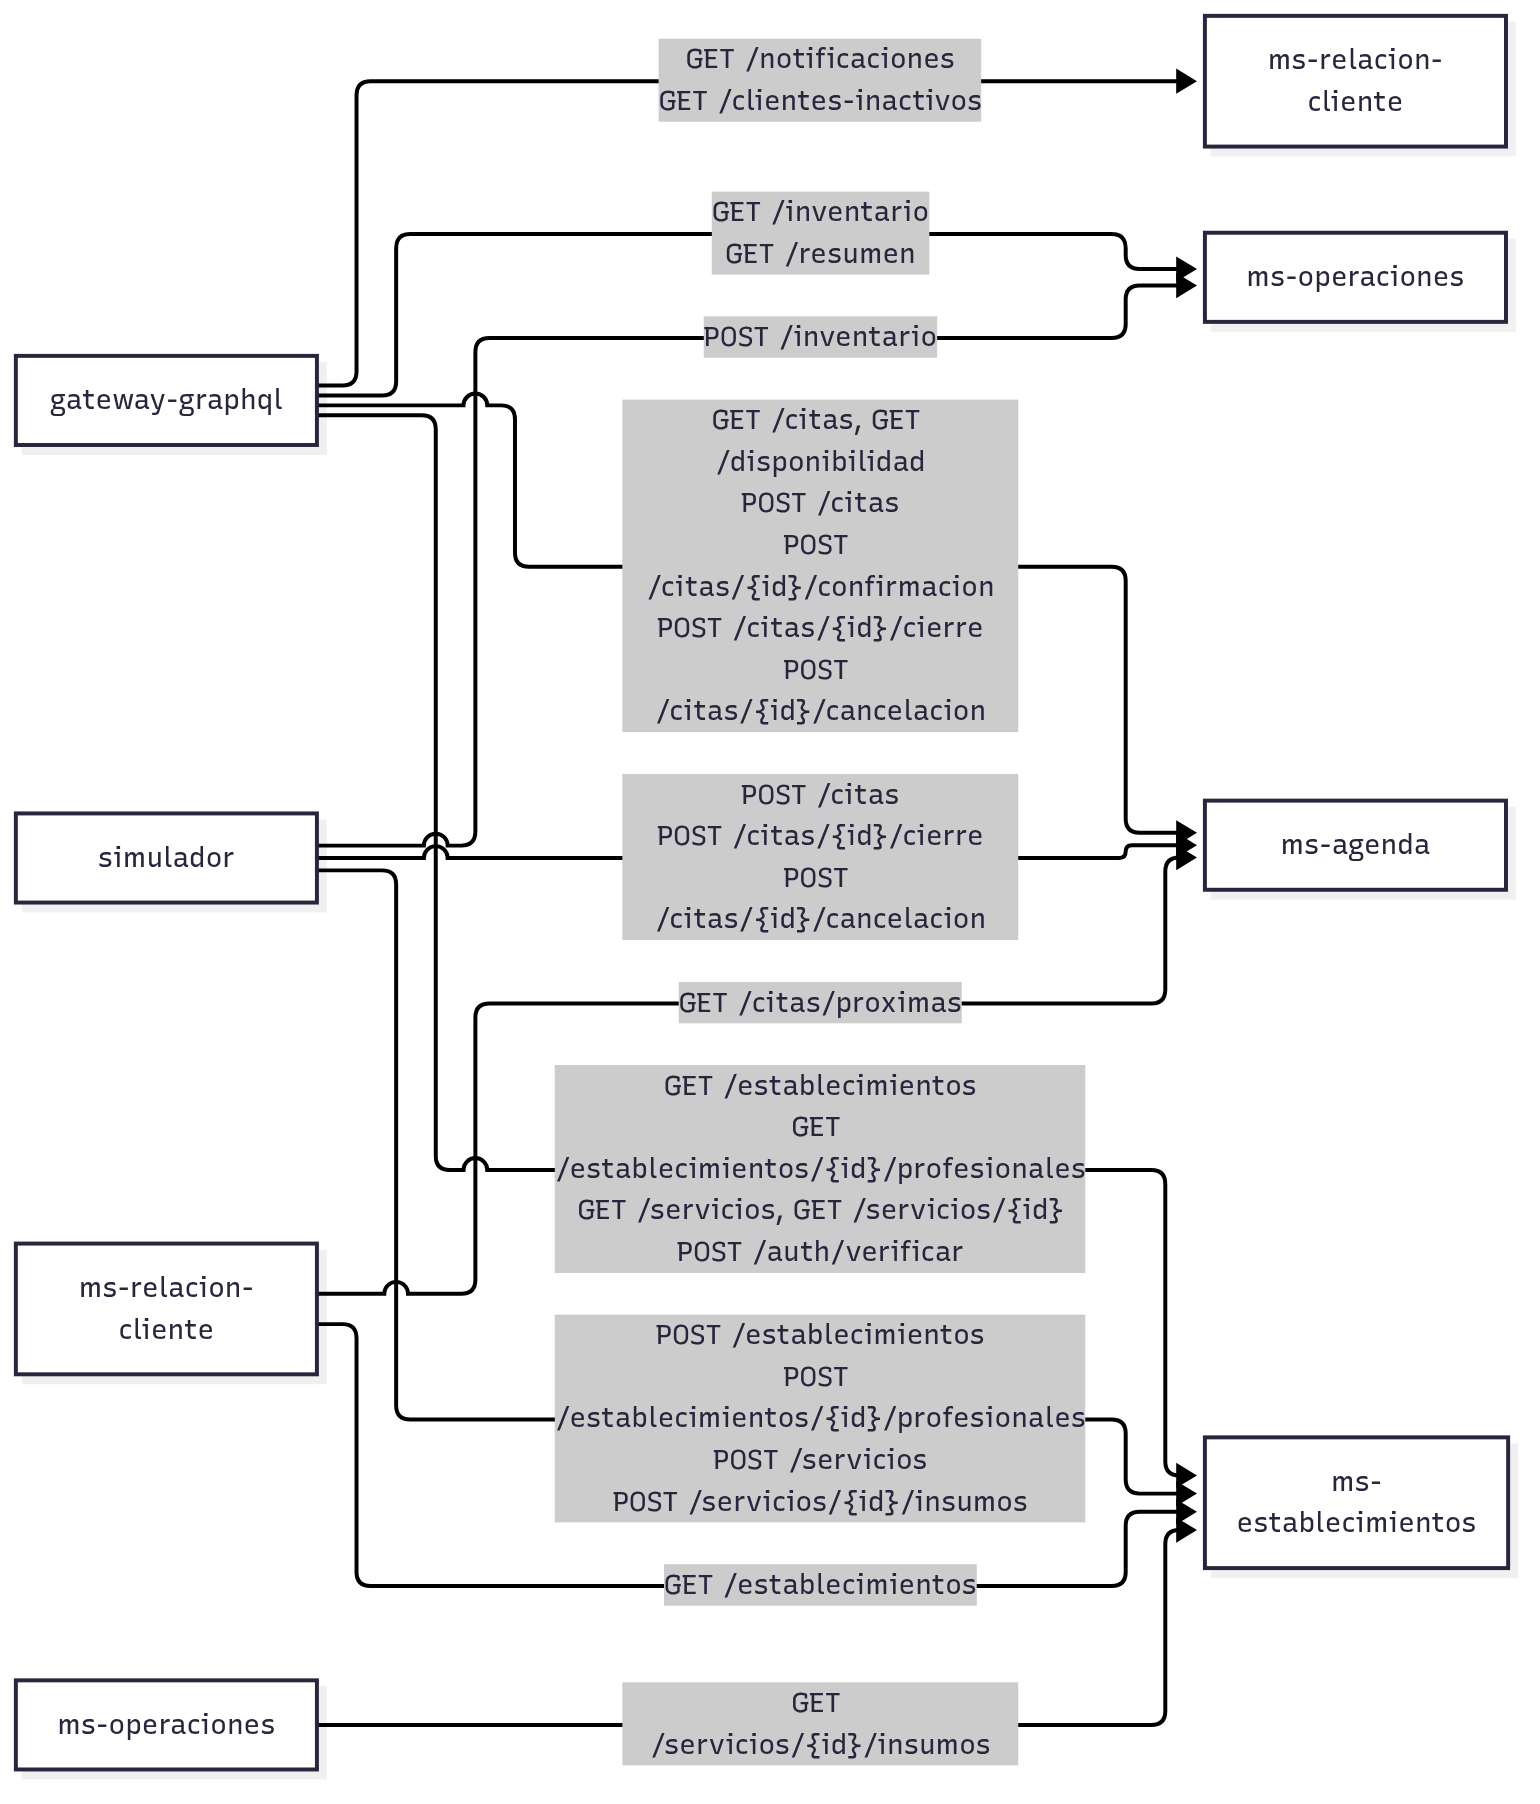 GET /notificaciones
GET /clientes-inactivos
ms-relacion-
cliente
GET /inventario
GET /resumen
ms-operaciones
POST /inventario
gateway-graphql
GET /citas, GET
/disponibilidad
POST /citas
POST
/citas/{id}/confirmacion
POST /citas/{id}/cierre
POST
/citas/{id}/cancelacion
simulador
POST /citas
POST /citas/{id}/cierre
POST
/citas/{id}/cancelacion
ms-agenda
GET /citas/proximas
GET /establecimientos
GET
/establecimientos/{id}/profesionales
GET /servicios, GET /servicios/{id}
POST /auth/verificar
ms-relacion-
cliente
POST /establecimientos
POST
/establecimientos/{id}/profesionales
POST /servicios
POST /servicios/{id}/insumos
ms-
establecimientos
GET /establecimientos
ms-operaciones
GET
/servicios/{id}/insumos